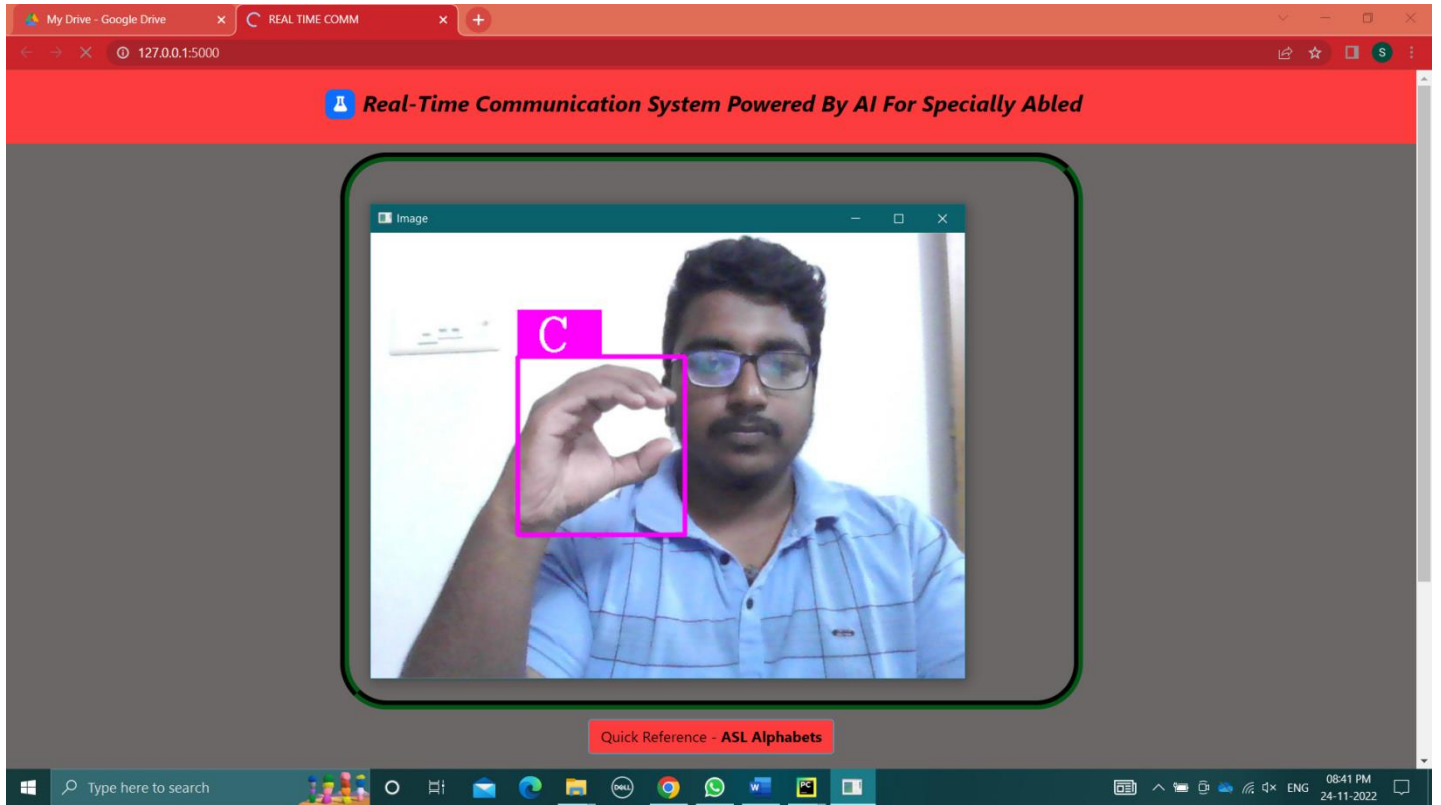 My Drive - Google Drive
REAL TIME COMM
127.0.0.1:5000
S
Real-Time Communication System Powered By AI For Specially Abled
Image
C
Quick Reference - ASL Alphabets
Type here to search
DELL
W
PC
ENG
08:41 PM
24-11-2022